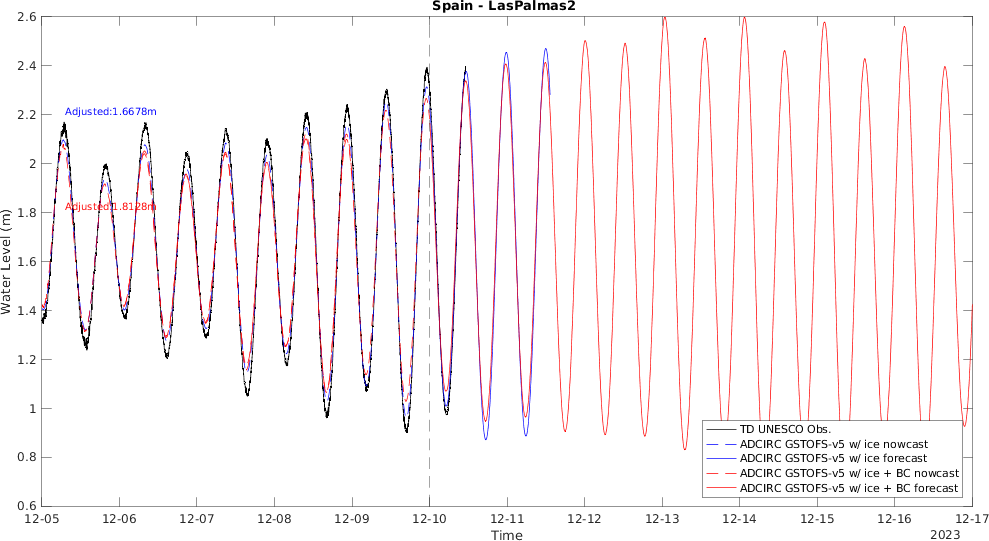 Spain - LasPalmas2
2.6
2.4
2.2
2
1.8
1.6
1.4
1.2
1
0.8
0.6
Water Level (m)
Adjusted:1.6678m
Adjusted:1.8128m
TD UNESCO Obs.
ADCIRC GSTOFS-v5 w/ ice nowcast
ADCIRC GSTOFS-v5 w/ ice forecast
ADCIRC GSTOFS-v5 w/ ice + BC nowcast
ADCIRC GSTOFS-v5 w/ ice + BC forecast
12-05 12-06 12-07 12-08 12-09 12-10 12-11 12-12 12-13 12-14 12-15 12-16 12-17
Time
2023